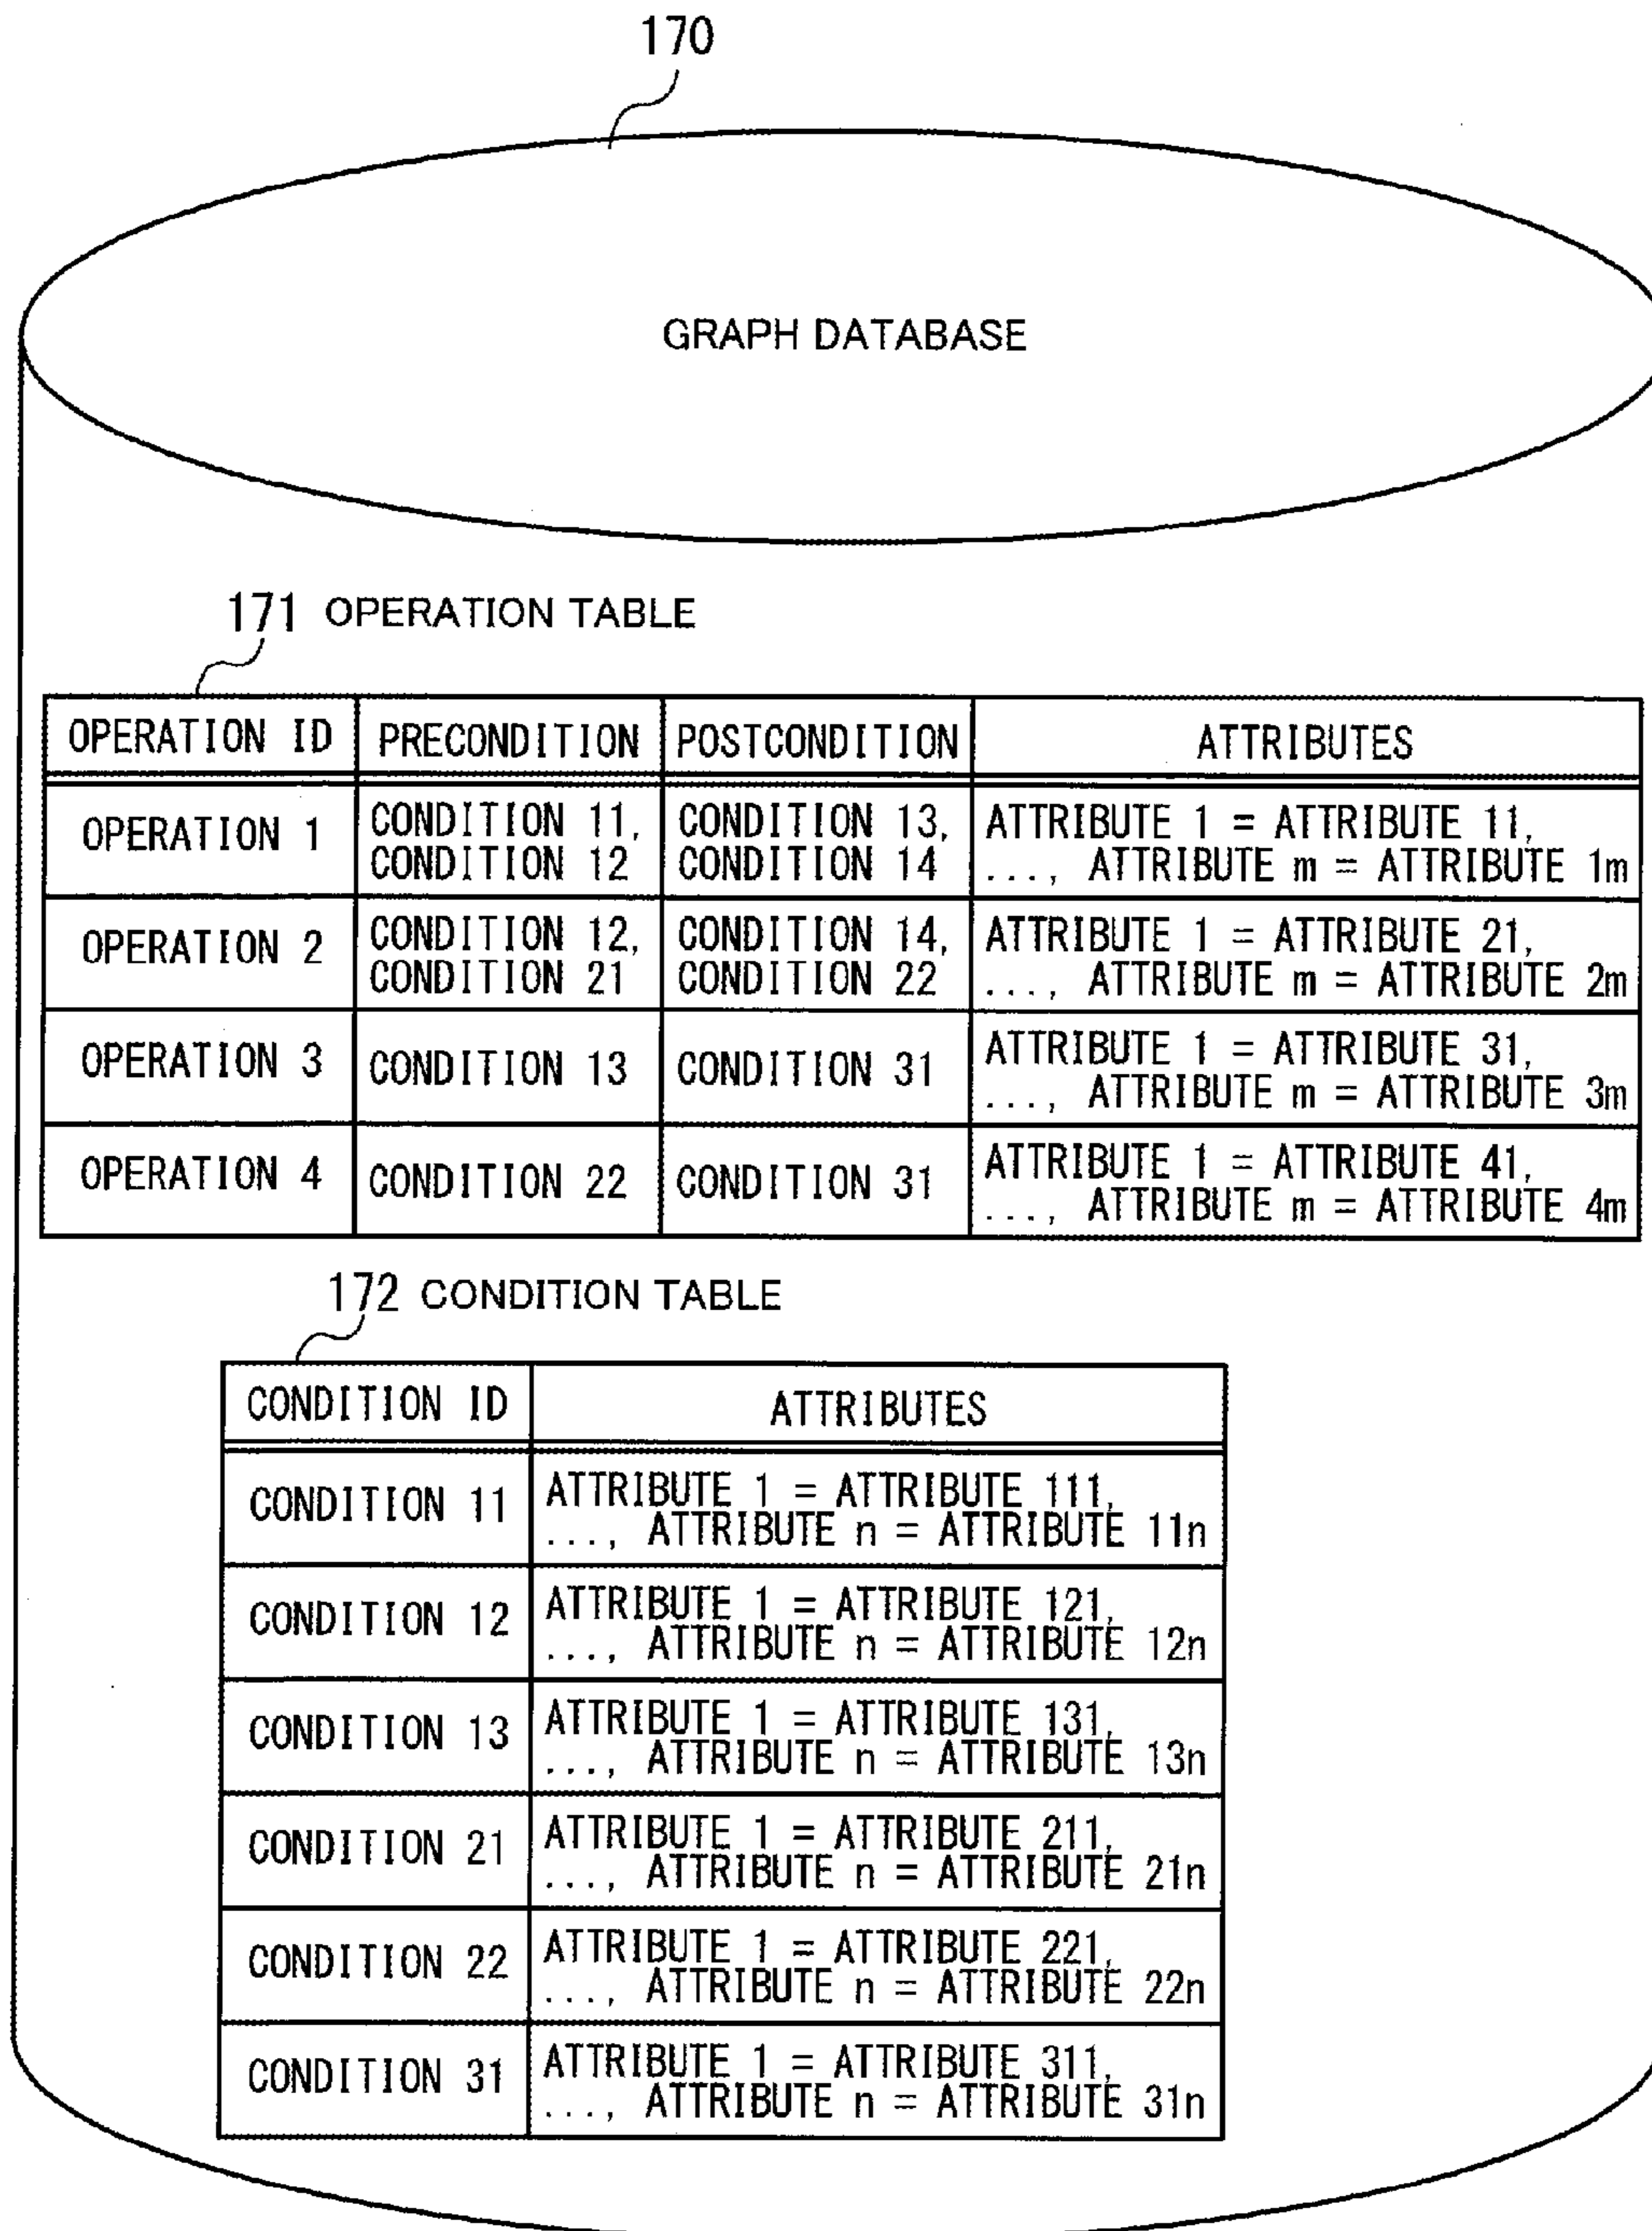 170
GRAPH DATABASE
171 OPERATION TABLE
OPERATION ID PRECONDITION POSTCONDITION ATTRIBUTES
OPERATION 1
CONDITION 11,
CONDITION 12
CONDITION 13,
CONDITION 14
ATTRIBUTE 1 = ATTRIBUTE 11,
..., ATTRIBUTE m = ATTRIBUTE 1m
OPERATION 2
CONDITION 12,
CONDITION 21
CONDITION 14,
CONDITION 22
ATTRIBUTE 1 = ATTRIBUTE 21,
..., ATTRIBUTE m = ATTRIBUTE 2m
OPERATION 3
CONDITION 13
CONDITION 31
ATTRIBUTE 1 = ATTRIBUTE 31,
..., ATTRIBUTE m = ATTRIBUTE 3m
OPERATION 4
CONDITION 22
CONDITION 31
ATTRIBUTE 1 = ATTRIBUTE 41,
..., ATTRIBUTE m = ATTRIBUTE 4m
172 CONDITION TABLE
CONDITION ID ATTRIBUTES
CONDITION 11
ATTRIBUTE 1 = ATTRIBUTE 111,
..., ATTRIBUTE n = ATTRIBUTE 11n
CONDITION 12
ATTRIBUTE 1 = ATTRIBUTE 121,
..., ATTRIBUTE n = ATTRIBUTE 12n
CONDITION 13
ATTRIBUTE 1 = ATTRIBUTE 131,
..., ATTRIBUTE n = ATTRIBUTE 13n
CONDITION 21
ATTRIBUTE 1 = ATTRIBUTE 211,
..., ATTRIBUTE n = ATTRIBUTE 21n
CONDITION 22
ATTRIBUTE 1 = ATTRIBUTE 221,
..., ATTRIBUTE n = ATTRIBUTE 22n
CONDITION 31
ATTRIBUTE 1 = ATTRIBUTE 311,
..., ATTRIBUTE n = ATTRIBUTE 31n